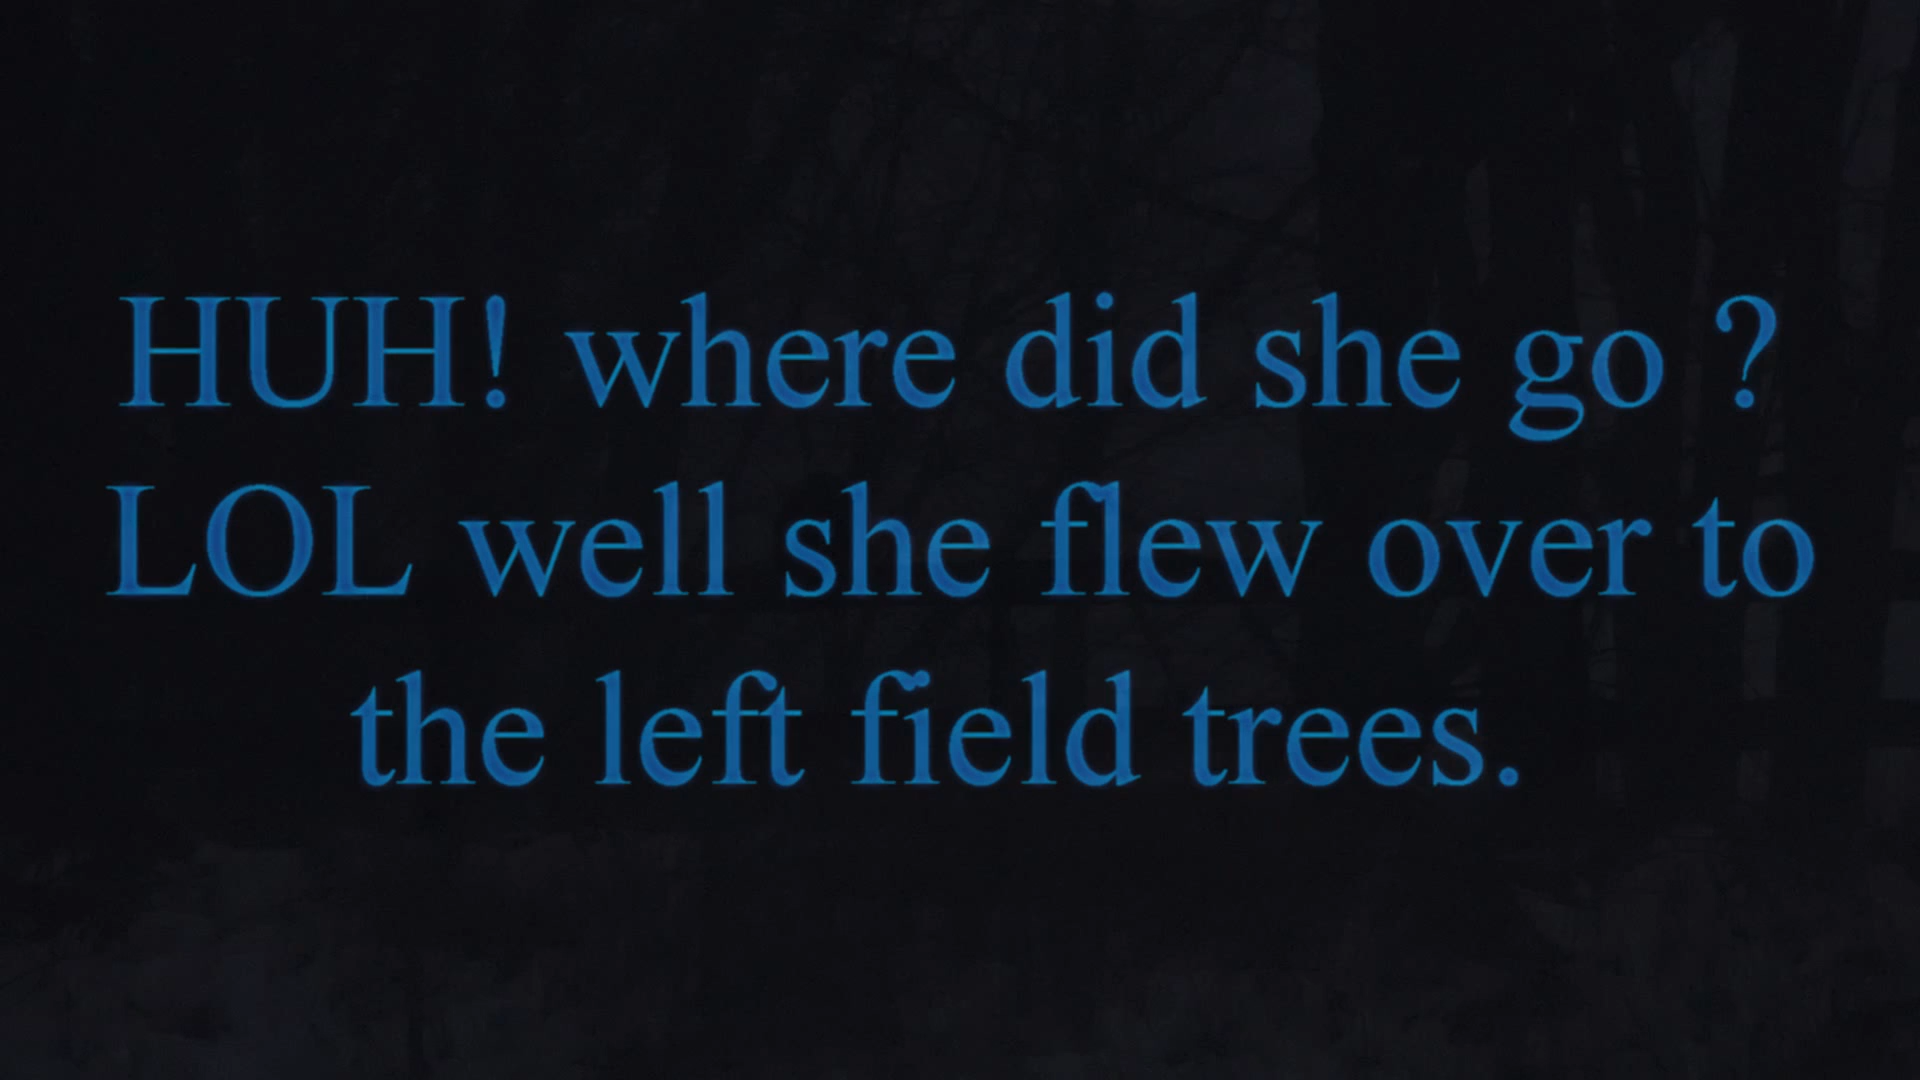 HUH! where did she go ?
LOL well she flew over to
the left field trees.